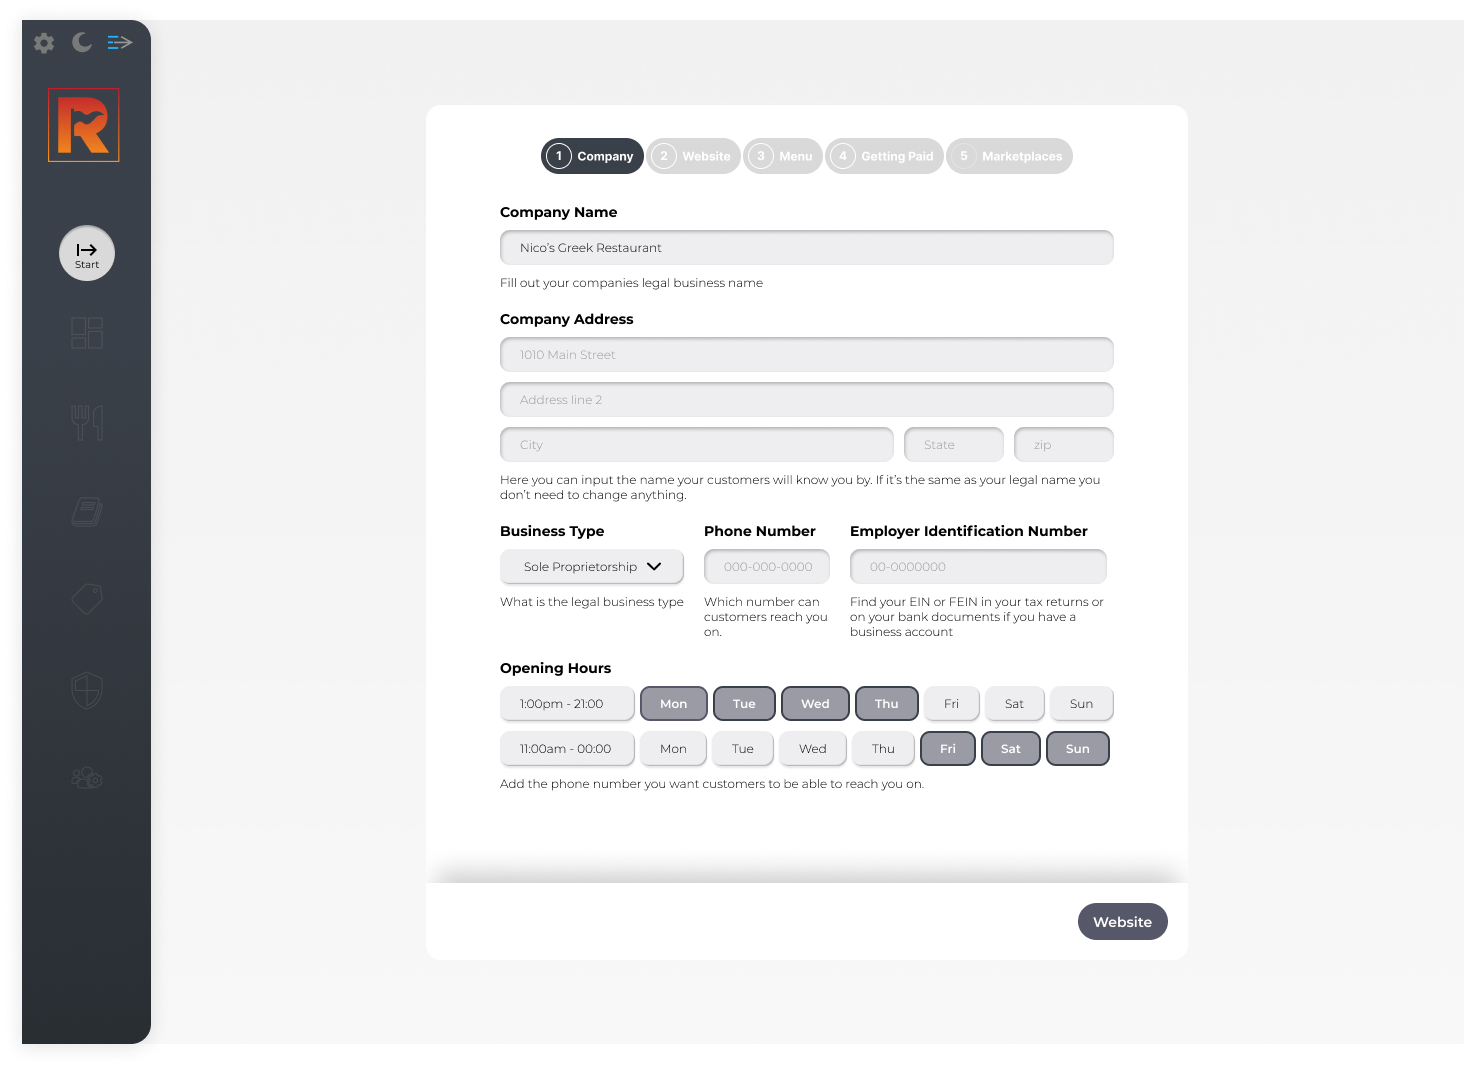 1 Company 2 Website 3 Menu 4 Getting Paid 5 Marketplaces
Start
Company Name
Nico's Greek Restaurant
Fill out your companies legal business name
Company Address
1010 Main Street
Address line 2
City State zip
Here you can input the name your customers will know you by. If it's the same as your legal name you
don't need to change anything.
Business Type Phone Number Employer Identification Number
Sole Proprietorship 000-000-0000 00-0000000
What is the legal business type Which number can Find your EIN or FEIN in your tax returns or
customers reach you on your bank documents if you have a
on. business account
Opening Hours
1:00pm - 21:00 Mon Tue Wed Thu Fri Sat Sun
11:00am - 00:00 Mon Tue Wed Thu Fri Sat Sun
Add the phone number you want customers to be able to reach you on.
Website